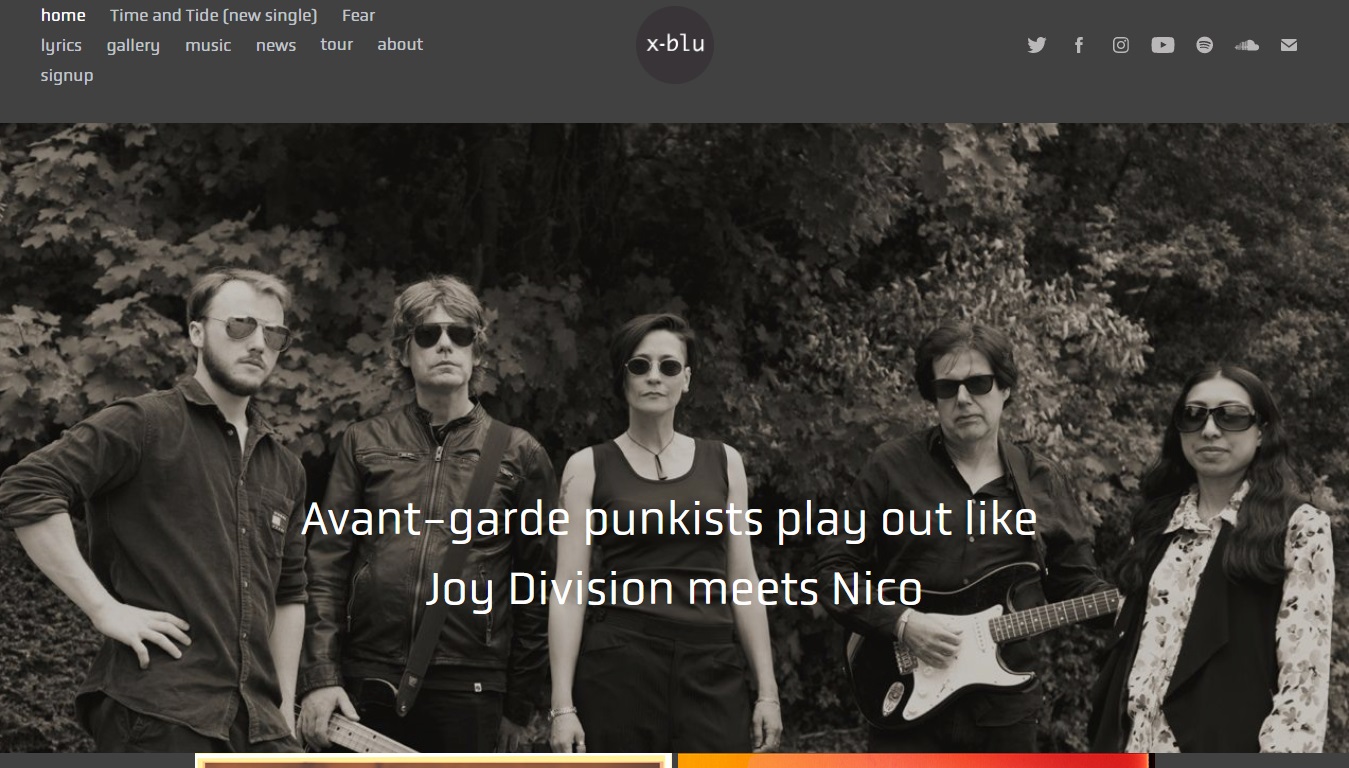 home Time and Tide (new single) Fear
lyrics gallery music news tour about
signup
x-blu
Avant-garde punkists play out like
Joy Division meets Nico